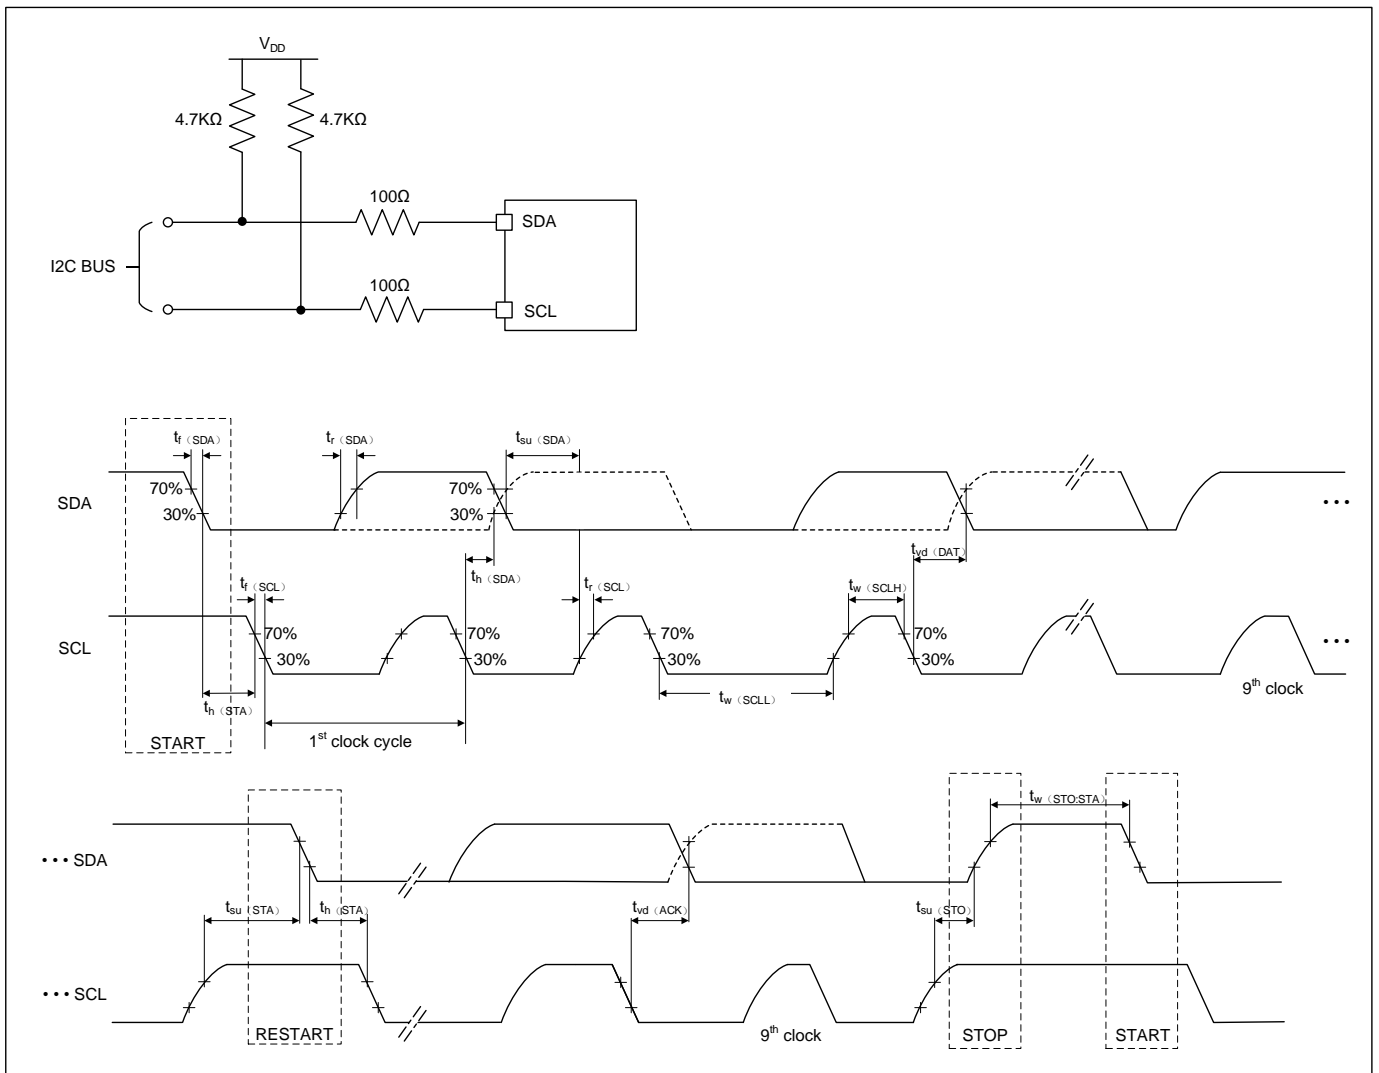 VDD
4.7KΩ 4.7KΩ
100Ω
SDA
I2C BUS
100Ω
SCL
tf（SDA） tr（SDA） tsu（SDA）
70% 70%
SDA 30% 30% •••
tvd（DAT）
th（SDA）
tf（SCL） tr（SCL） tw（SCLH）
70% 70% 70% 70%
SCL 30% 30% 30% •••
9th clock
th（STA） tw（SCLL）
START 1st clock cycle
tw（STO:STA）
••• SDA
tsu（STA） th（STA） tvd（ACK） tsu（STO）
••• SCL
RESTART 9th clock STOP START